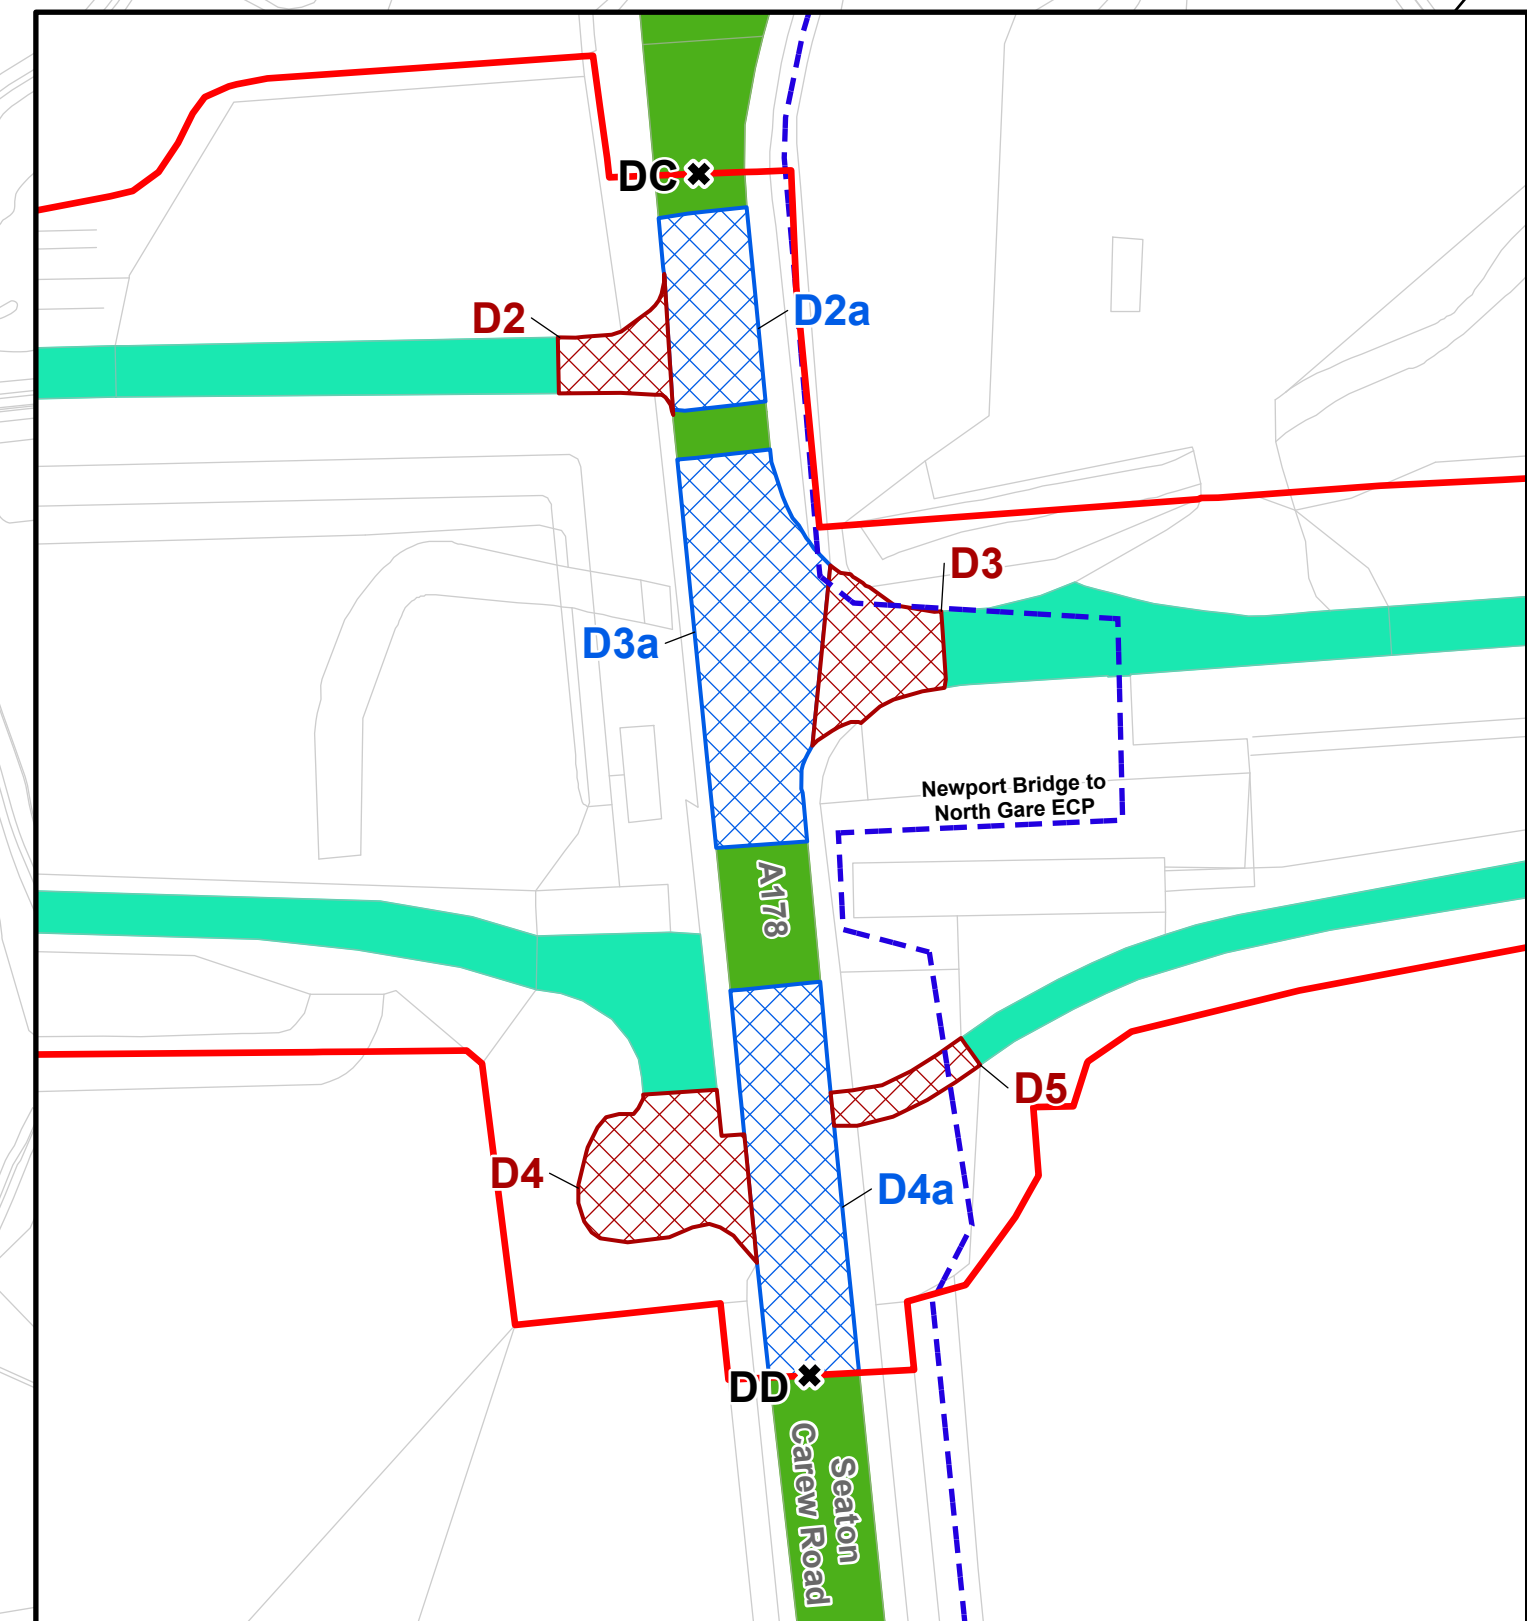 DC
D2
D2a
D3
D3a
Newport Bridge to
North Gare ECP
A178
D5
D4
D4a
DD
Seaton
Carew Road